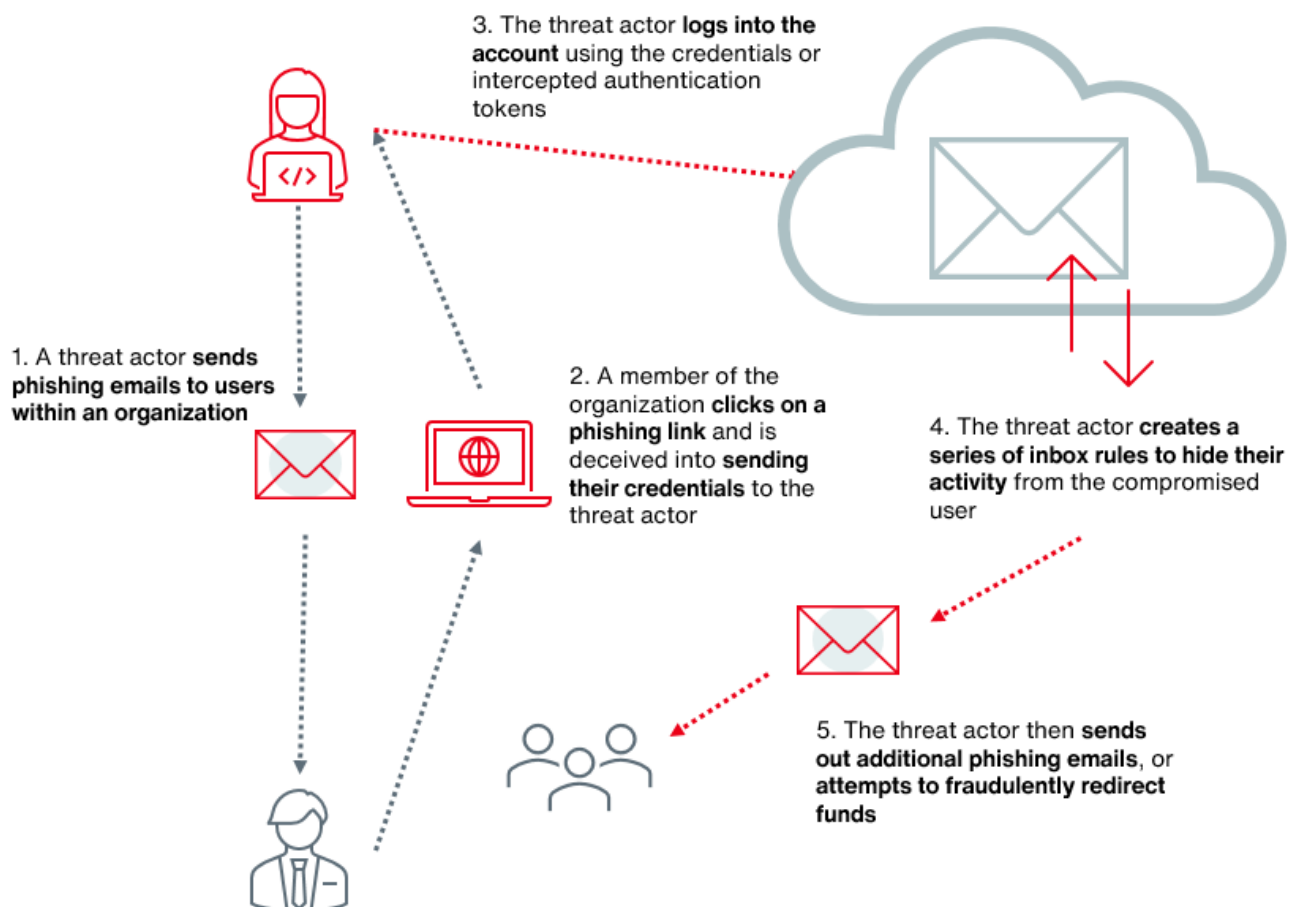 3. The threat actor logs into the
account using the credentials or
intercepted authentication
tokens
</>
1. A threat actor sends
phishing emails to users
within an organization
2. A member of the
organization clicks on a
phishing link and is
deceived into sending
their credentials to the
threat actor
4. The threat actor creates a
series of inbox rules to hide their
activity from the compromised
user
5. The threat actor then sends
out additional phishing emails, or
attempts to fraudulently redirect
funds